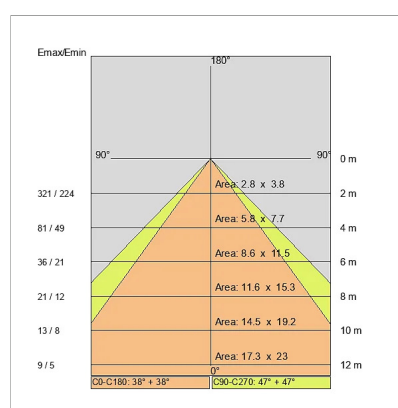 Emax/Emin
180°
90° 90° 0 m
Area: 2.8 x 3.8
321 / 224 2 m
Area: 5.8 x 7.7
81 / 49 4 m
Area: 8.6 x 11.5
36 / 21 6 m
Area: 11.6 x 15.3
21 / 12 8 m
Area: 14.5 x 19.2
13 / 8 10 m
Area: 17.3 x 23
9 / 5 12 m
0°
C0-C180: 38° + 38° C90-C270: 47° + 47°